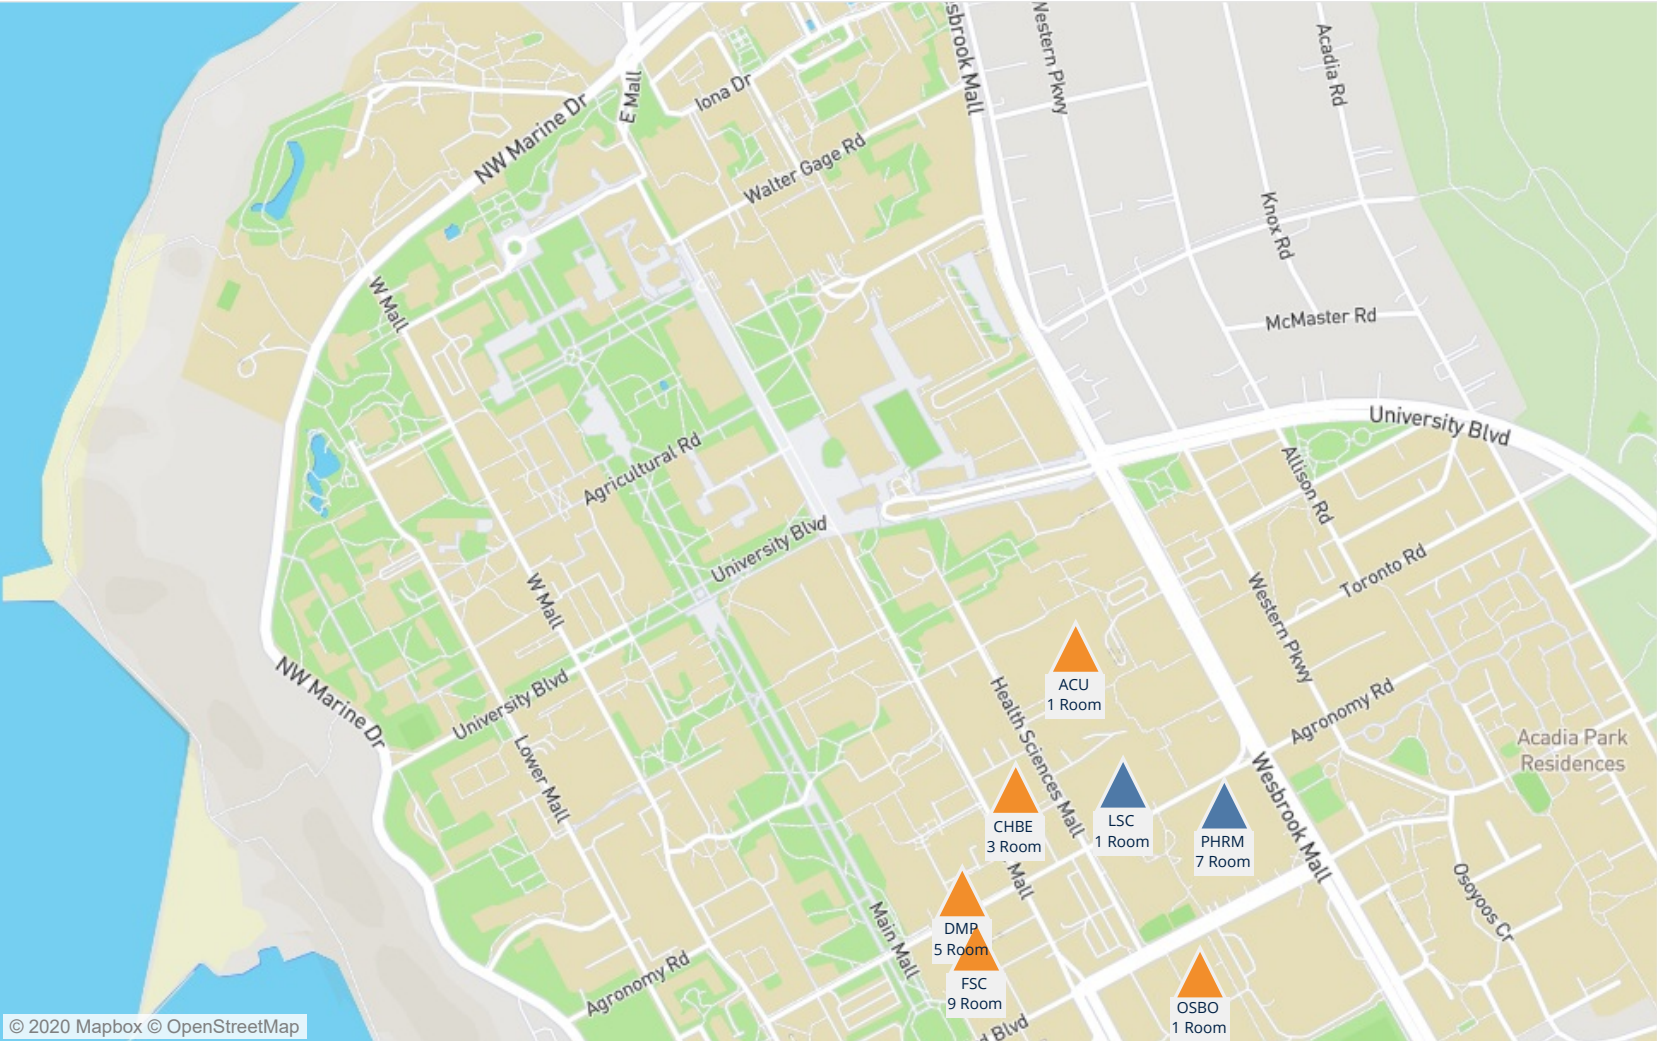 sbrook Mall
Western Pkwy
Acadia Rd
E Mall
Iona Dr
NW Marine Dr
Walter Gage Rd
Knox Rd
W Mall
McMaster Rd
University Blvd
Agricultural Rd
Allison Rd
University Blvd
Toronto Rd
W Mall
Western Pkwy
NW Marine Dr
University Blvd
Health Sciences Mall
ACU
1 Room
Agronomy Rd
Acadia Park
Residences
Lower Mall
Wesbrook Mall
CHBE
3 Room
LSC
1 Room
PHRM
7 Room
Mall
Osoyoos Cr
Main Mall
DMP
5 Room
Agronomy Rd
FSC
9 Room
OSBO
1 Room
d Blvd
© 2020 Mapbox © OpenStreetMap